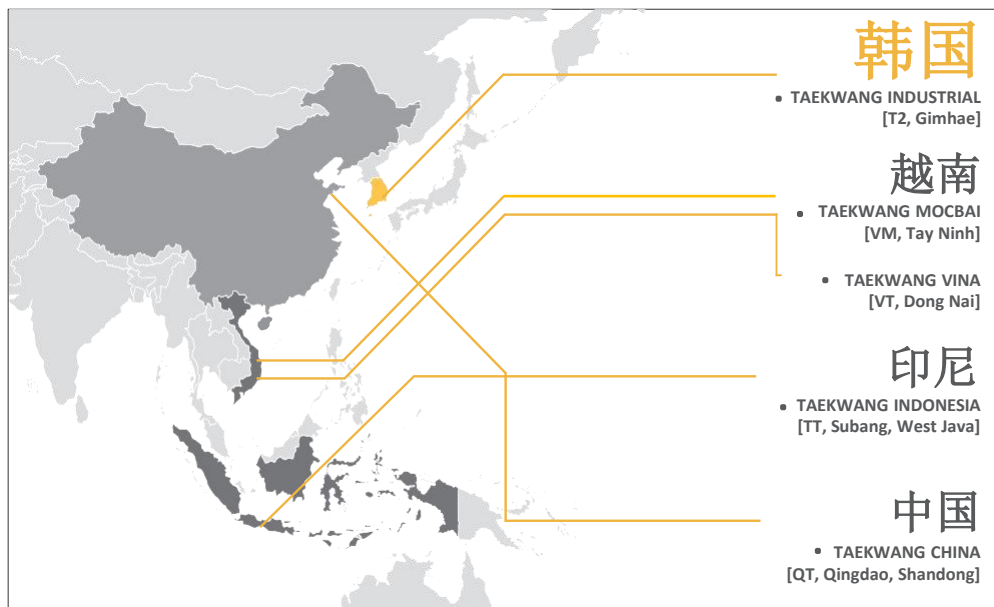 韩国
• TAEKWANG INDUSTRIAL
[T2, Gimhae]
越南
• TAEKWANG MOCBAI
[VM, Tay Ninh]
• TAEKWANG VINA
[VT, Dong Nai]
印尼
• TAEKWANG INDONESIA
[TT, Subang, West Java]
中国
• TAEKWANG CHINA
[QT, Qingdao, Shandong]